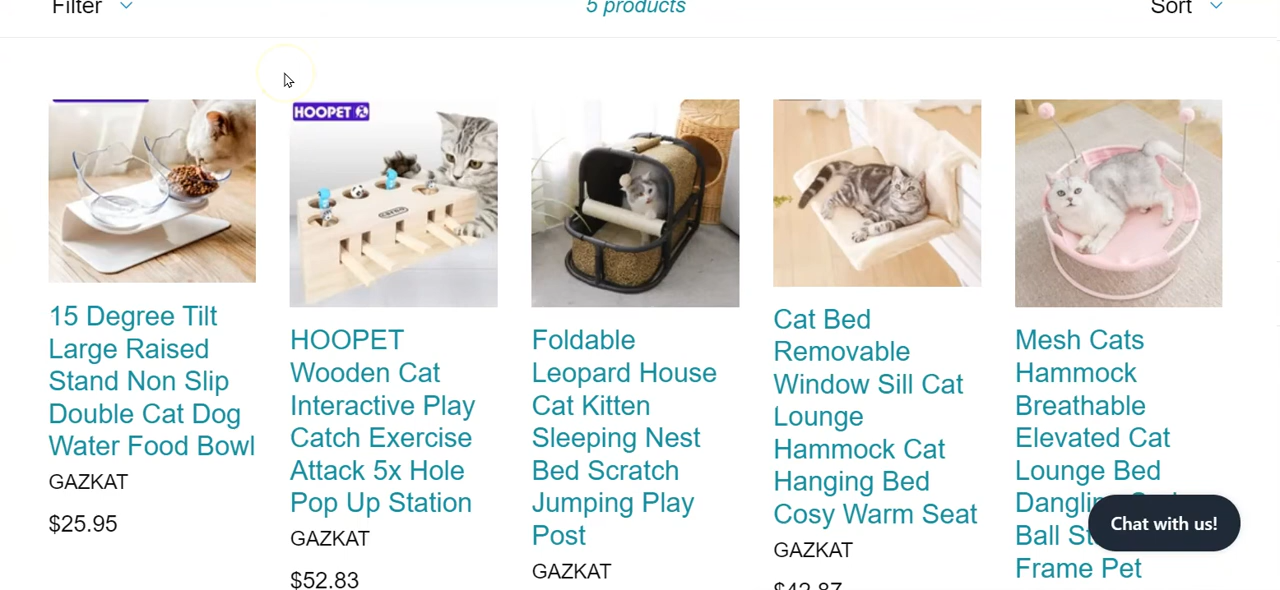 Filter
5 products
Sort
HOOPET
15 Degree Tilt
Large Raised
Stand Non Slip
Double Cat Dog
Water Food Bowl
GAZKAT
$25.95
HOOPET
Wooden Cat
Interactive Play
Catch Exercise
Attack 5x Hole
Pop Up Station
GAZKAT
$52.83
Foldable
Leopard House
Cat Kitten
Sleeping Nest
Bed Scratch
Jumping Play
Post
GAZKAT
Cat Bed
Removable
Window Sill Cat
Lounge
Hammock Cat
Hanging Bed
Cosy Warm Seat
GAZKAT
$42.87
Mesh Cats
Hammock
Breathable
Elevated Cat
Lounge Bed
Ball
Frame Pet
Chat with us!